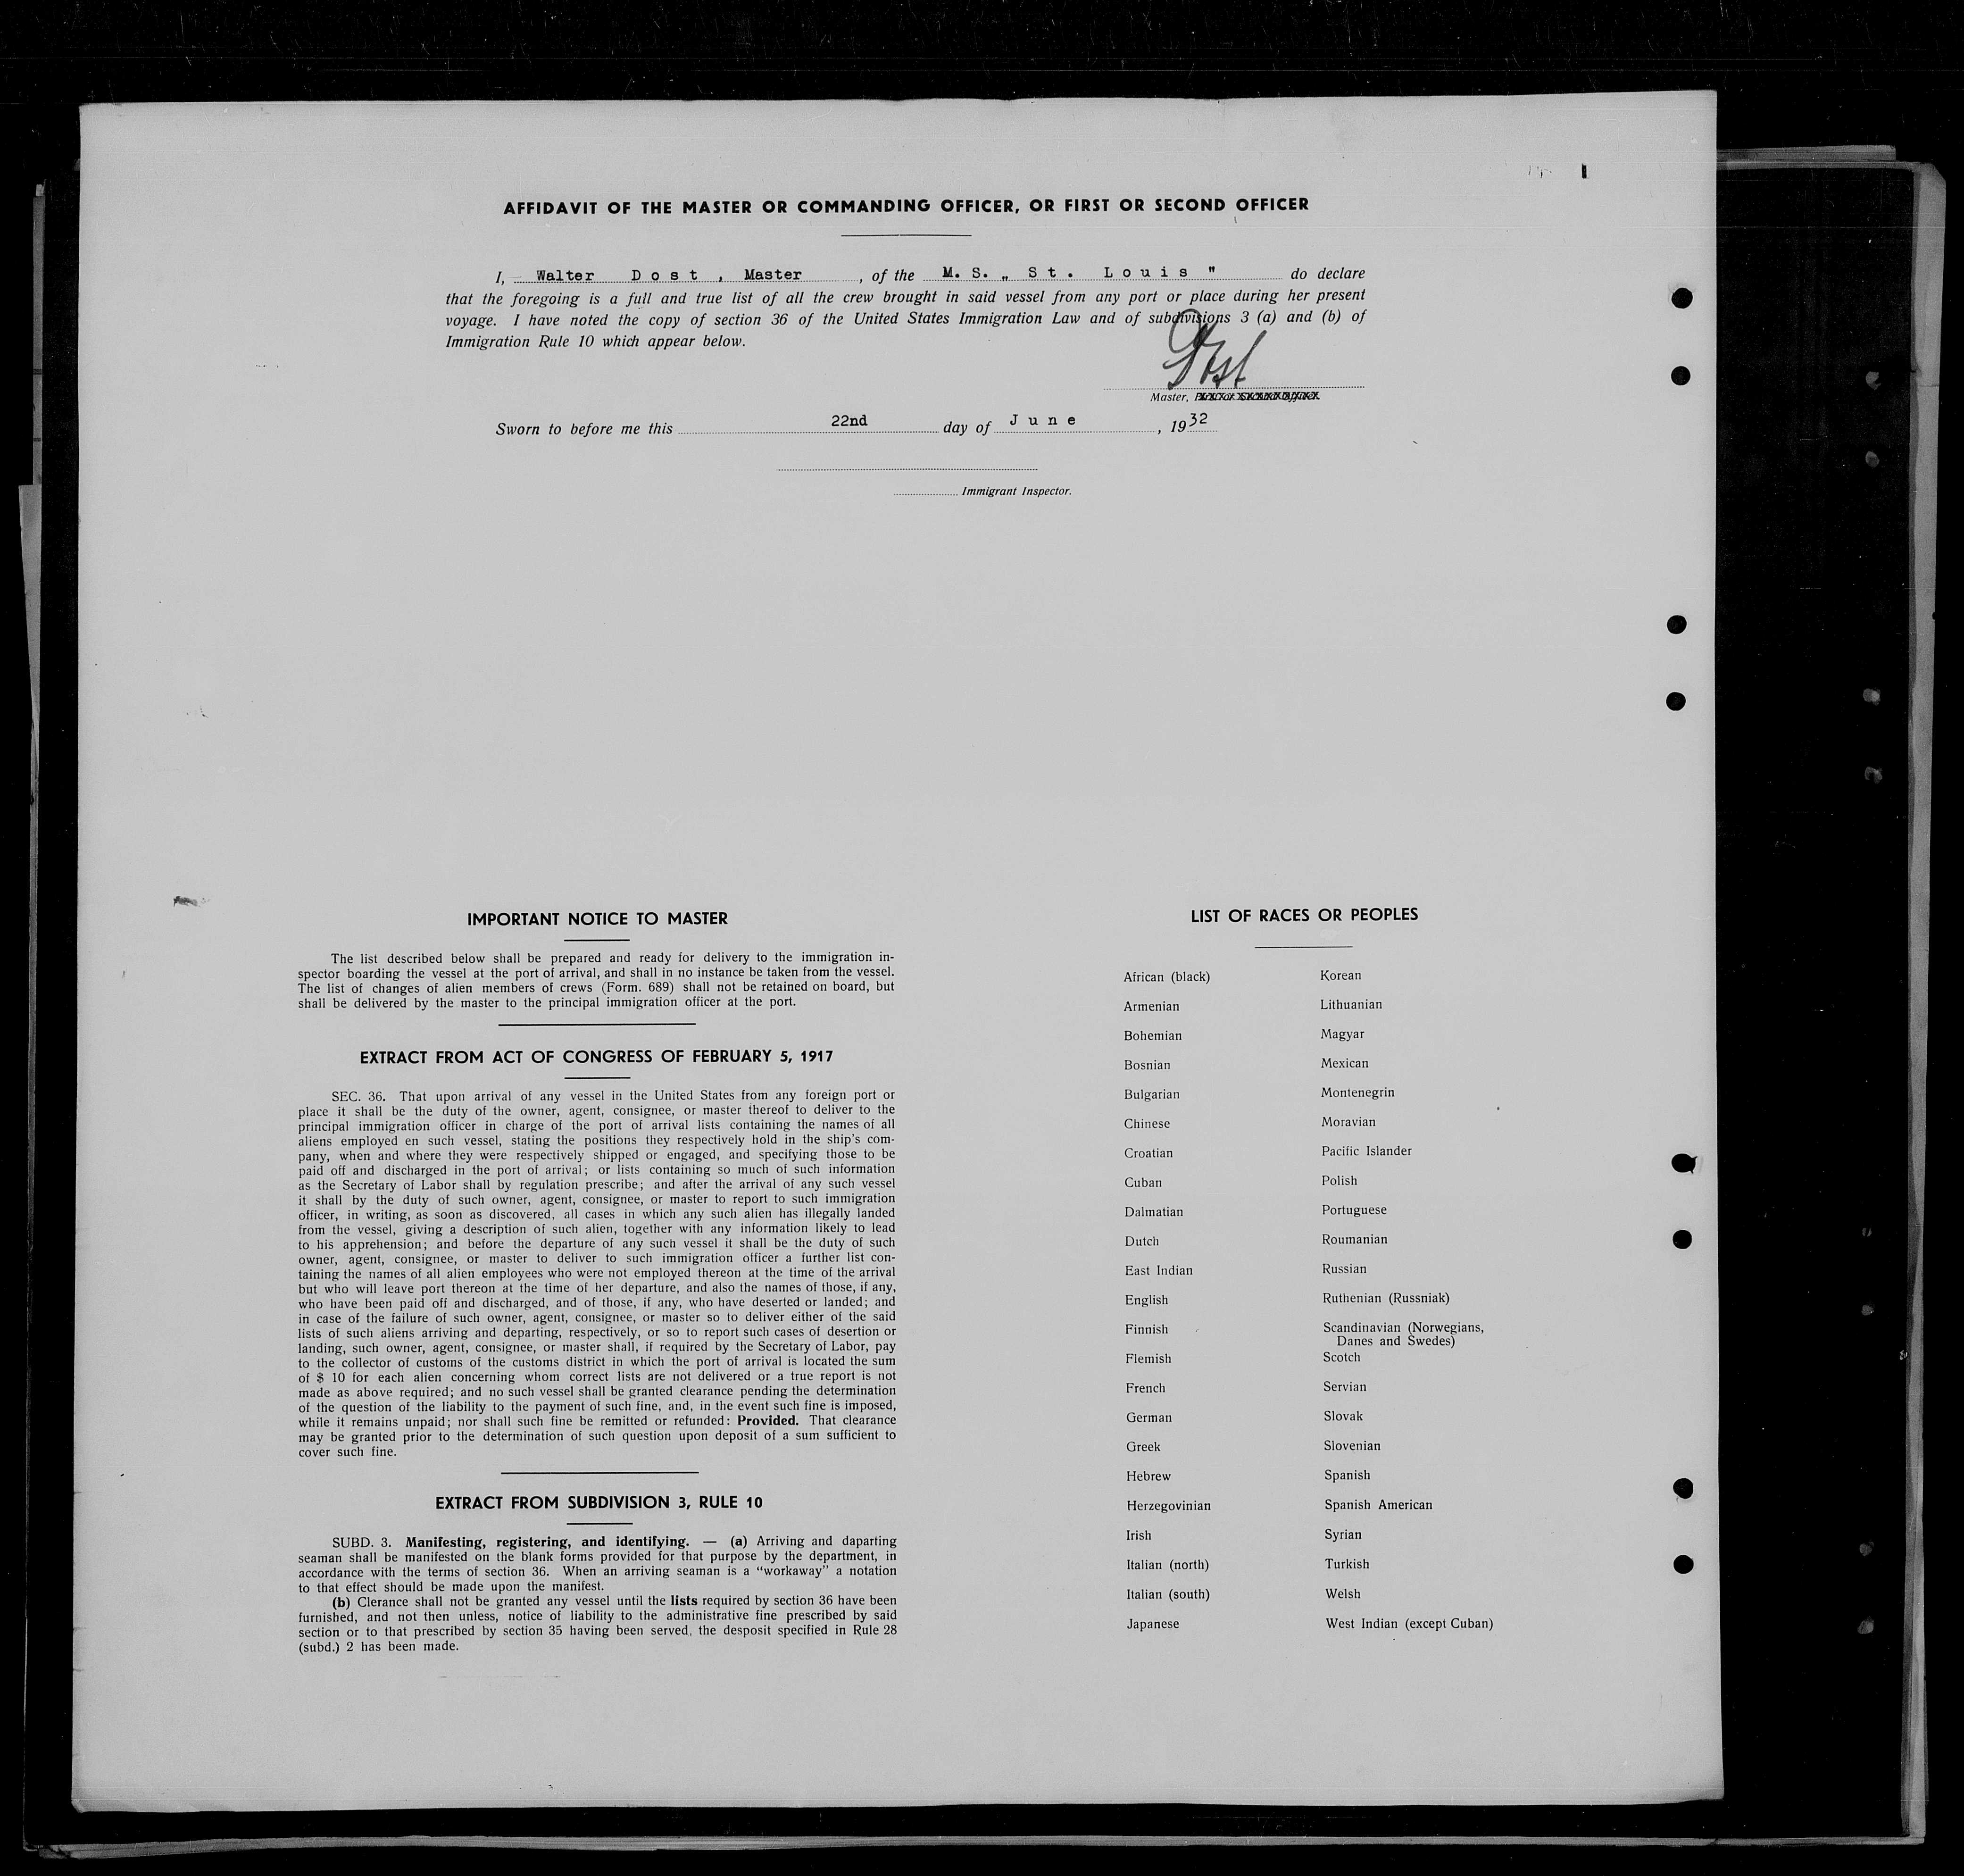 AFFIDAVIT OF THE MASTER OR COMMANDING OFFICER, OR FIRST OR SECOND OFFICER
I, Walter Dost, Master, of the M. S. „ St. Louis " do declare
that the foregoing is a full and true list of all the crew brought in said vessel from any port or place during her present
voyage. I have noted the copy of section 36 of the United States Immigration Law and of subdivisions 3 (a) and (b) of
Immigration Rule 10 which appear below.
Dost
Master,
Sworn to before me this 22nd day of June, 1932
Immigrant Inspector.
IMPORTANT NOTICE TO MASTER
The list described below shall be prepared and ready for delivery to the immigration in-
spector boarding the vessel at the port of arrival, and shall in no instance be taken from the vessel.
The list of changes of alien members of crews (Form. 689) shall not be retained on board, but
shall be delivered by the master to the principal immigration officer at the port.
EXTRACT FROM ACT OF CONGRESS OF FEBRUARY 5, 1917
SEC. 36. That upon arrival of any vessel in the United States from any foreign port or
place it shall be the duty of the owner, agent, consignee, or master thereof to deliver to the
principal immigration officer in charge of the port of arrival lists containing the names of all
aliens employed en such vessel, stating the positions they respectively hold in the ship's com-
pany, when and where they were respectively shipped or engaged, and specifying those to be
paid off and discharged in the port of arrival; or lists containing so much of such information
as the Secretary of Labor shall by regulation prescribe; and after the arrival of any such vessel
it shall by the duty of such owner, agent, consignee, or master to report to such immigration
officer, in writing, as soon as discovered, all cases in which any such alien has illegally landed
from the vessel, giving a description of such alien, together with any information likely to lead
to his apprehension; and before the departure of any such vessel it shall be the duty of such
owner, agent, consignee, or master to deliver to such immigration officer a further list con-
taining the names of all alien employees who were not employed thereon at the time of the arrival
but who will leave port thereon at the time of her departure, and also the names of those, if any,
who have been paid off and discharged, and of those, if any, who have deserted or landed; and
in case of the failure of such owner, agent, consignee, or master so to deliver either of the said
lists of such aliens arriving and departing, respectively, or so to report such cases of desertion or
landing, such owner, agent, consignee, or master shall, if required by the Secretary of Labor, pay
to the collector of customs of the customs district in which the port of arrival is located the sum
of $ 10 for each alien concerning whom correct lists are not delivered or a true report is not
made as above required; and no such vessel shall be granted clearance pending the determination
of the question of the liability to the payment of such fine, and, in the event such fine is imposed,
while it remains unpaid; nor shall such fine be remitted or refunded: Provided. That clearance
may be granted prior to the determination of such question upon deposit of a sum sufficient to
cover such fine.
EXTRACT FROM SUBDIVISION 3, RULE 10
SUBD. 3. Manifesting, registering, and identifying. — (a) Arriving and daparting
seaman shall be manifested on the blank forms provided for that purpose by the department, in
accordance with the terms of section 36. When an arriving seaman is a "workaway" a notation
to that effect should be made upon the manifest.
(b) Clerance shall not be granted any vessel until the lists required by section 36 have been
furnished, and not then unless, notice of liability to the administrative fine prescribed by said
section or to that prescribed by section 35 having been served, the desposit specified in Rule 28
(subd.) 2 has been made.
LIST OF RACES OR PEOPLES
African (black)
Armenian
Bohemian
Bosnian
Bulgarian
Chinese
Croatian
Cuban
Dalmatian
Dutch
East Indian
English
Finnish
Flemish
French
German
Greek
Hebrew
Herzegovinian
Irish
Italian (north)
Italian (south)
Japanese
Korean
Lithuanian
Magyar
Mexican
Montenegrin
Moravian
Pacific Islander
Polish
Portuguese
Roumanian
Russian
Ruthenian (Russniak)
Scandinavian (Norwegians,
Danes and Swedes)
Scotch
Servian
Slovak
Slovenian
Spanish
Spanish American
Syrian
Turkish
Welsh
West Indian (except Cuban)